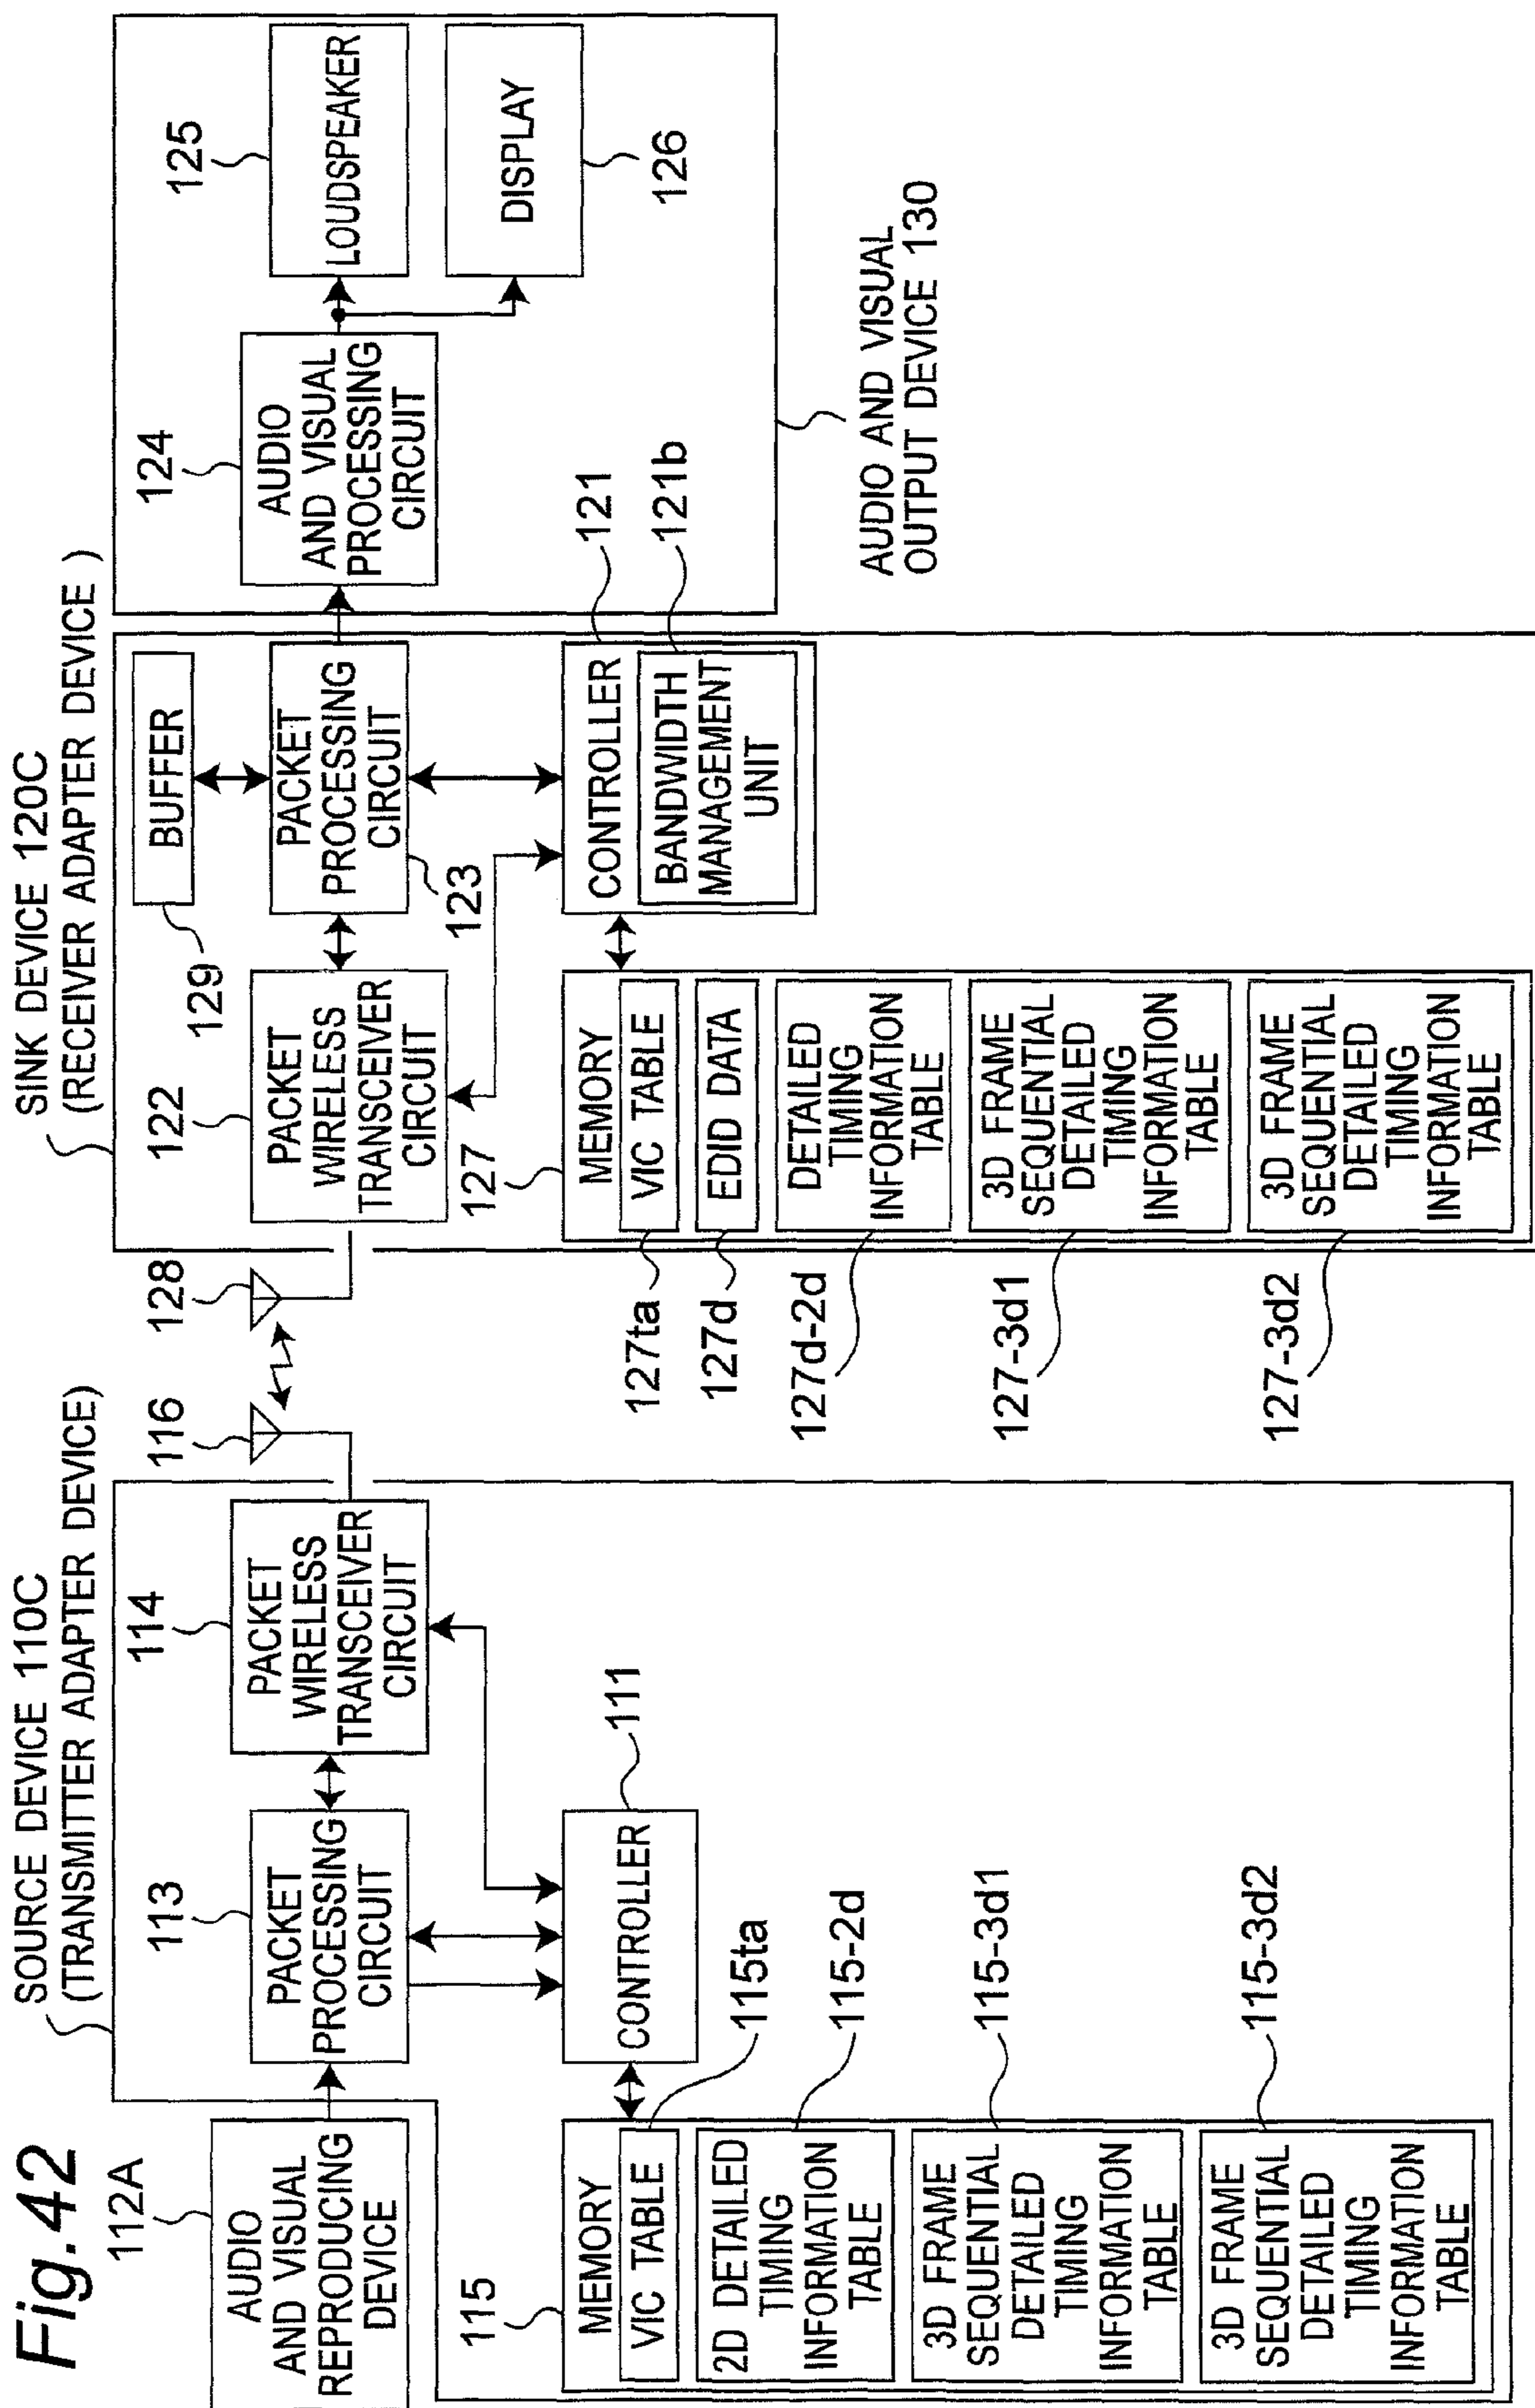 Fig.42
SOURCE DEVICE 110C
(TRANSMITTER ADAPTER DEVICE)
112A
AUDIO
AND VISUAL
REPRODUCING
DEVICE
113
PACKET
PROCESSING
CIRCUIT
114
PACKET
WIRELESS
TRANSCEIVER
CIRCUIT
116
111
CONTROLLER
115
MEMORY
VIC TABLE
115ta
2D DETAILED
TIMING
INFORMATION
TABLE
115-2d
3D FRAME
SEQUENTIAL
DETAILED
TIMING
INFORMATION
TABLE
115-3d1
3D FRAME
SEQUENTIAL
DETAILED
TIMING
INFORMATION
TABLE
115-3d2
SINK DEVICE 120C
(RECEIVER ADAPTER DEVICE )
128
122
PACKET
WIRELESS
TRANSCEIVER
CIRCUIT
129
BUFFER
PACKET
PROCESSING
CIRCUIT
123
CONTROLLER
121
BANDWIDTH
MANAGEMENT
UNIT
121b
127
MEMORY
VIC TABLE
127ta
EDID DATA
127d
DETAILED
TIMING
INFORMATION
TABLE
127d-2d
3D FRAME
SEQUENTIAL
DETAILED
TIMING
INFORMATION
TABLE
127-3d1
3D FRAME
SEQUENTIAL
DETAILED
TIMING
INFORMATION
TABLE
127-3d2
124
AUDIO
AND VISUAL
PROCESSING
CIRCUIT
125
LOUDSPEAKER
DISPLAY
126
AUDIO AND VISUAL
OUTPUT DEVICE 130